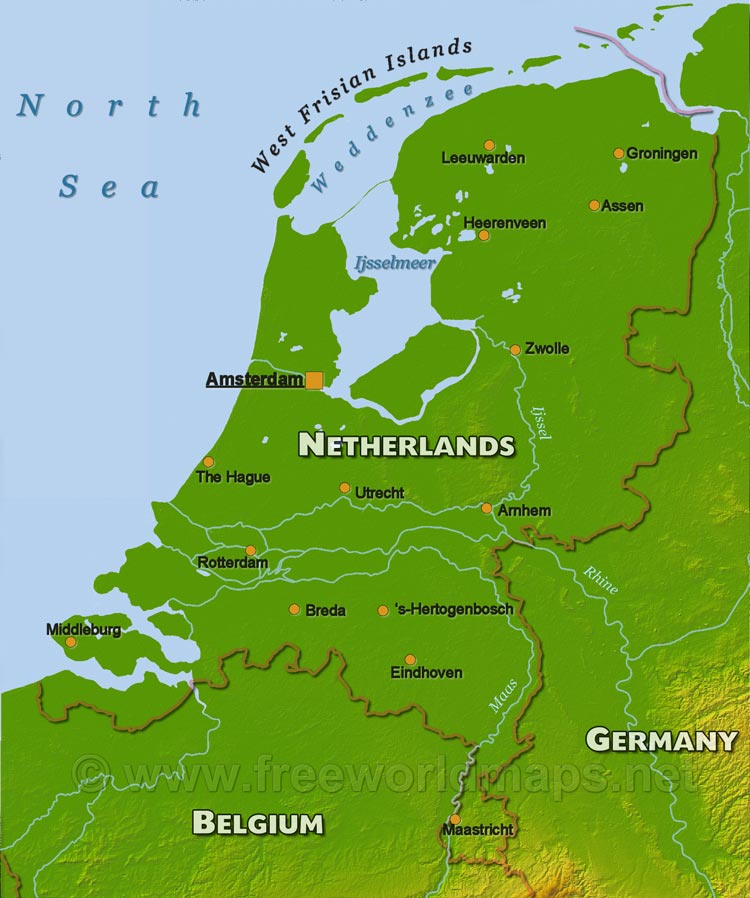 West Frisian Islands
North
Sea
Weddenzee
Leeuwarden
Groningen
Assen
Heerenveen
Ijsselmeer
Zwolle
Amsterdam
Ijssel
NETHERLANDS
The Hague
Utrecht
Arnhem
Rotterdam
Rhine
Breda
's-Hertogenbosch
Middleburg
Eindhoven
Maas
GERMANY
© www.freeworldmaps.net
BELGIUM
Maastricht